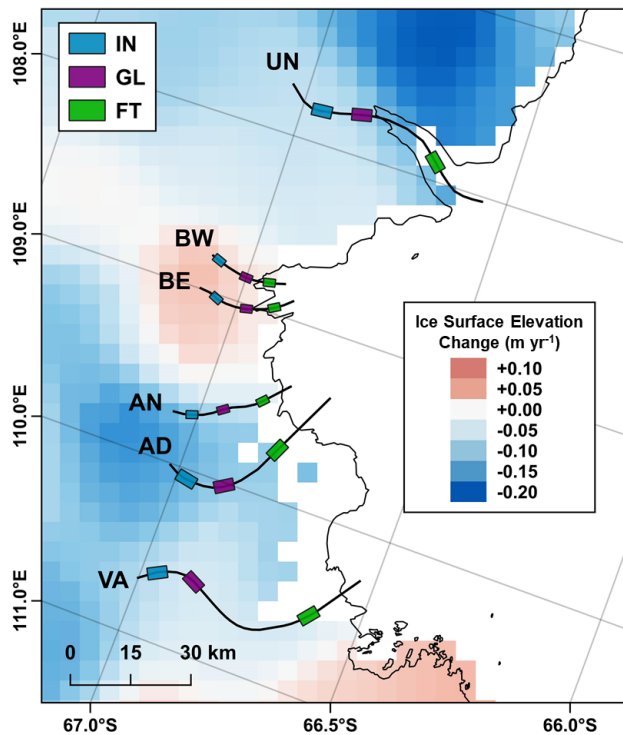 108.0°E
IN
GL
FT
UN
109.0°E
BW
BE
Ice Surface Elevation
Change (m yr-1)
+0.10
+0.05
+0.00
-0.05
-0.10
-0.15
-0.20
110.0°E
AN
AD
111.0°E
VA
0 15 30 km
67.0°S 66.5°S 66.0°S